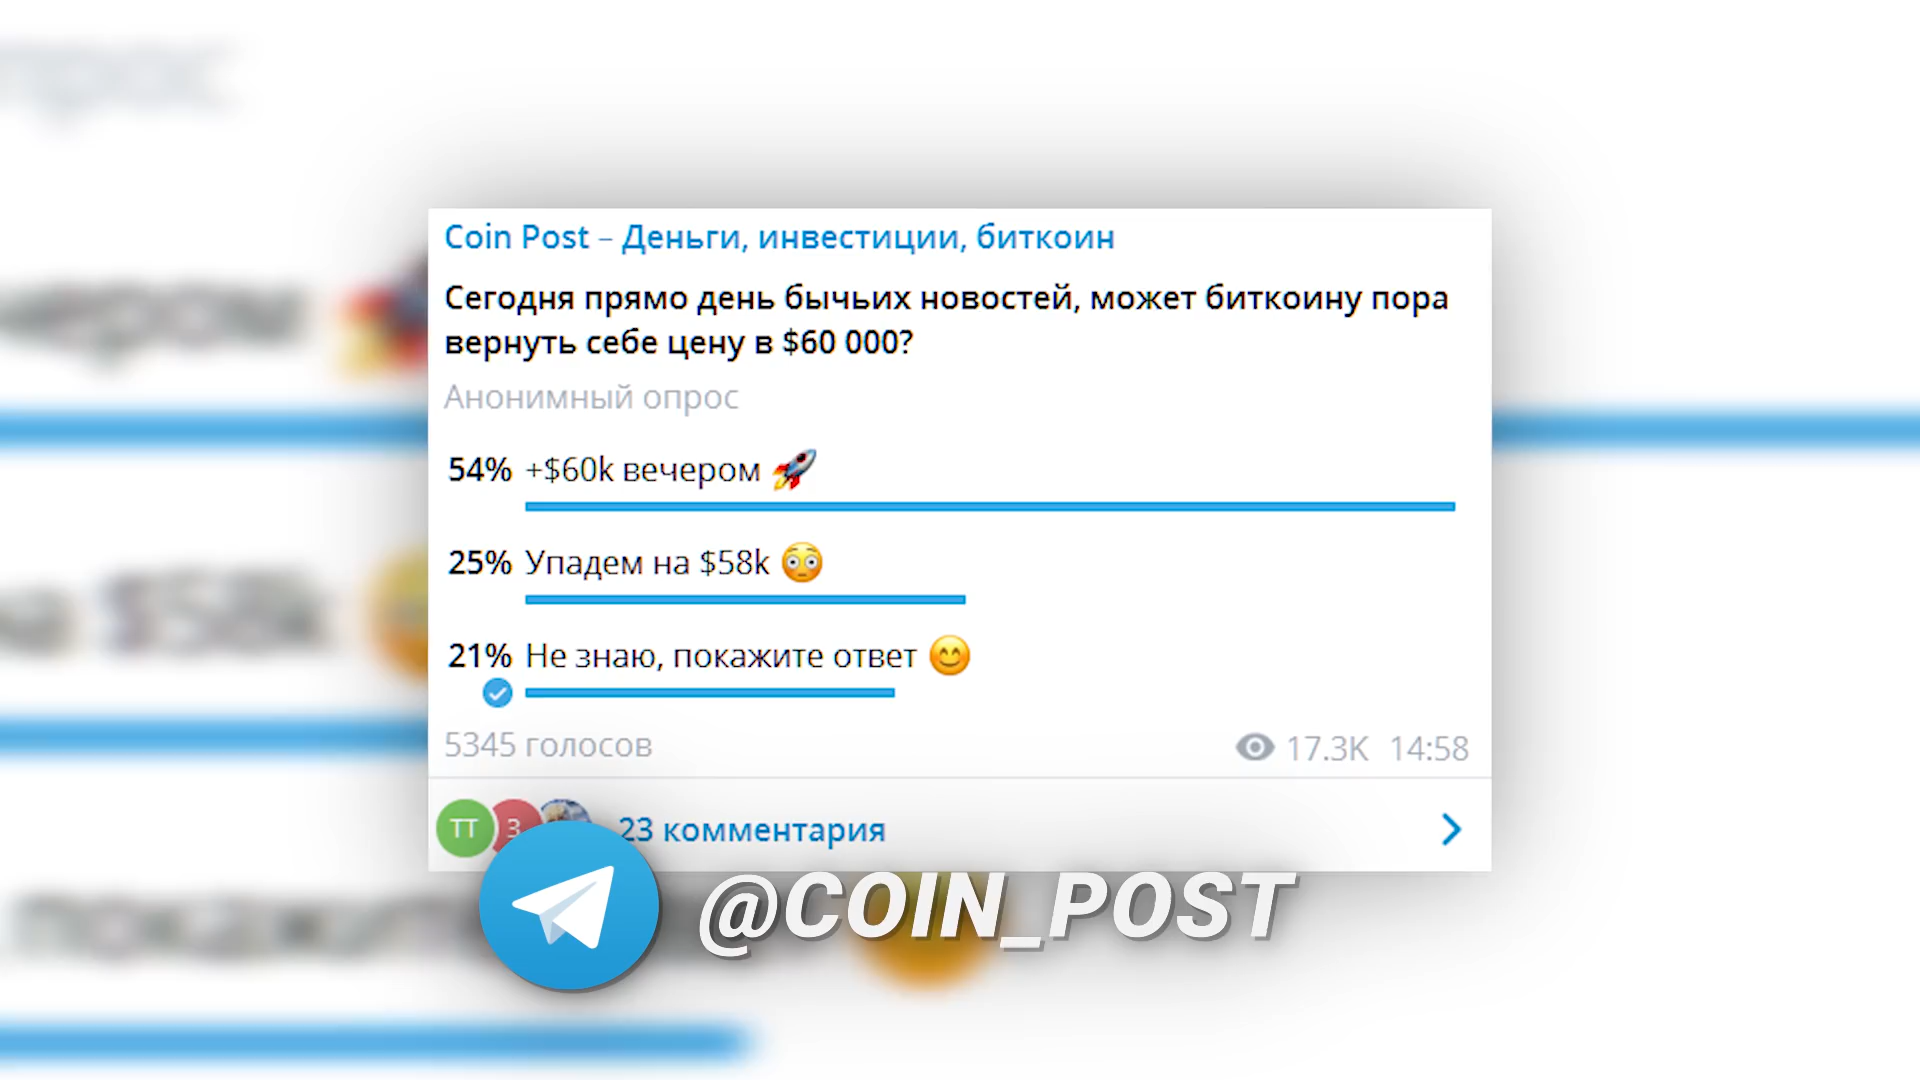 Coin Post – Деньги, инвестиции, биткоин
Сегодня прямо день бычьих новостей, может биткоину пора
вернуть себе цену в $60 000?
Анонимный опрос
54% +$60k вечером 🚀
25% Упадем на $58k 😳
21% Не знаю, покажите ответ 😊
5345 голосов 17.3K 14:58
ТТ З 23 комментария
@COIN_POST